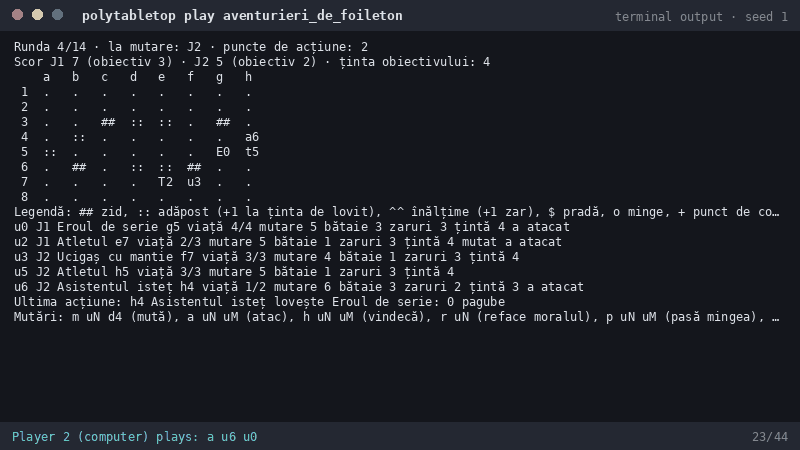 polytabletop play aventurieri_de_foileton
terminal output · seed 1
Runda 4/14 · la mutare: J2 · puncte de acțiune: 2
Scor J1 7 (obiectiv 3) · J2 5 (obiectiv 2) · ținta obiectivului: 4
a b c d e f g h
1 . . . . . . . .
2 . . . . . . . .
3 . . ## :: :: . ## .
4 . :: . . . . . a6
5 :: . . . . . E0 t5
6 . ## . :: :: ## . .
7 . . . . T2 u3 . .
8 . . . . . . . .
Legendă: ## zid, :: adăpost (+1 la ținta de lovit), ^^ înălțime (+1 zar), $ pradă, o minge, + punct de co…
u0 J1 Eroul de serie g5 viață 4/4 mutare 5 bătaie 3 zaruri 3 țintă 4 a atacat
u2 J1 Atletul e7 viață 2/3 mutare 5 bătaie 1 zaruri 3 țintă 4 mutat a atacat
u3 J2 Ucigaș cu mantie f7 viață 3/3 mutare 4 bătaie 1 zaruri 3 țintă 4
u5 J2 Atletul h5 viață 3/3 mutare 5 bătaie 1 zaruri 3 țintă 4
u6 J2 Asistentul isteț h4 viață 1/2 mutare 6 bătaie 3 zaruri 2 țintă 3 a atacat
Ultima acțiune: h4 Asistentul isteț lovește Eroul de serie: 0 pagube
Mutări: m uN d4 (mută), a uN uM (atac), h uN uM (vindecă), r uN (reface moralul), p uN uM (pasă mingea), …
Player 2 (computer) plays: a u6 u0
23/44